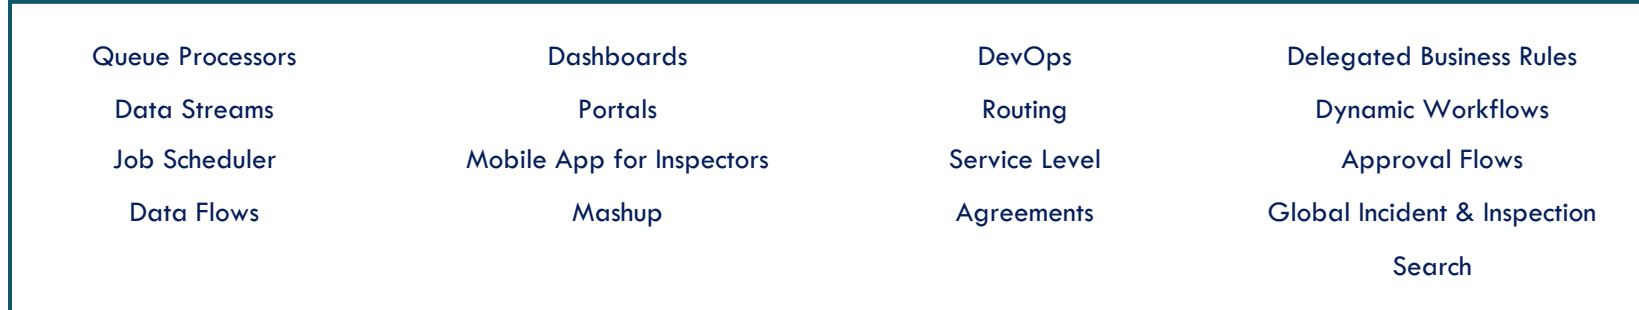 Queue Processors
Data Streams
Job Scheduler
Data Flows
Dashboards
Portals
Mobile App for Inspectors
Mashup
DevOps
Routing
Service Level
Agreements
Delegated Business Rules
Dynamic Workflows
Approval Flows
Global Incident & Inspection
Search